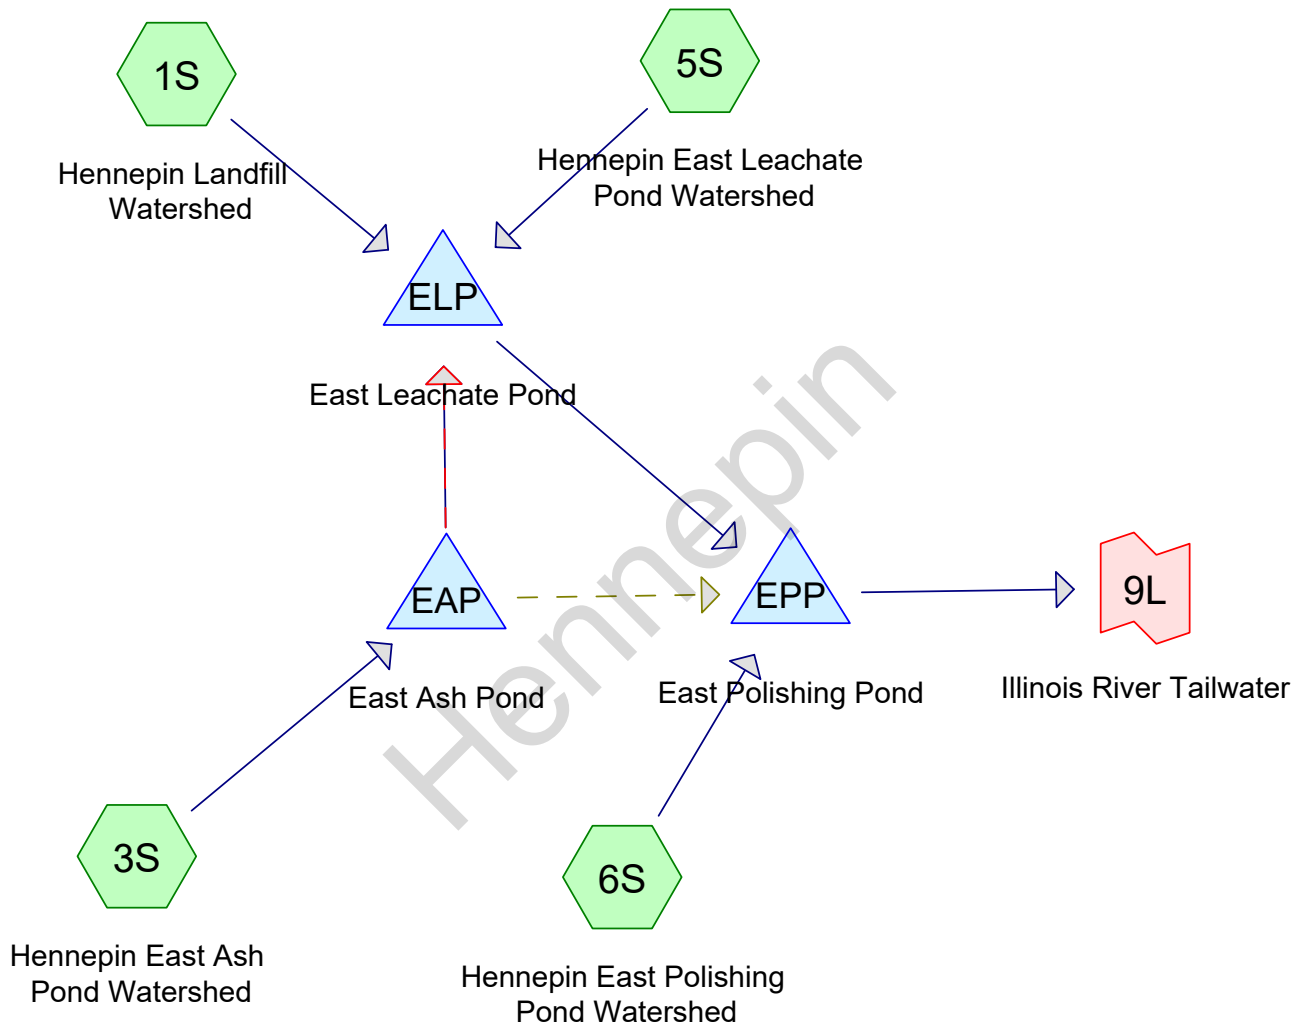 1S
5S
Hennepin Landfill
Watershed
Hennepin East Leachate
Pond Watershed
ELP
East Leachate Pond
Hennepin
EAP
EPP
9L
East Ash Pond
East Polishing Pond
Illinois River Tailwater
3S
6S
Hennepin East Ash
Pond Watershed
Hennepin East Polishing
Pond Watershed